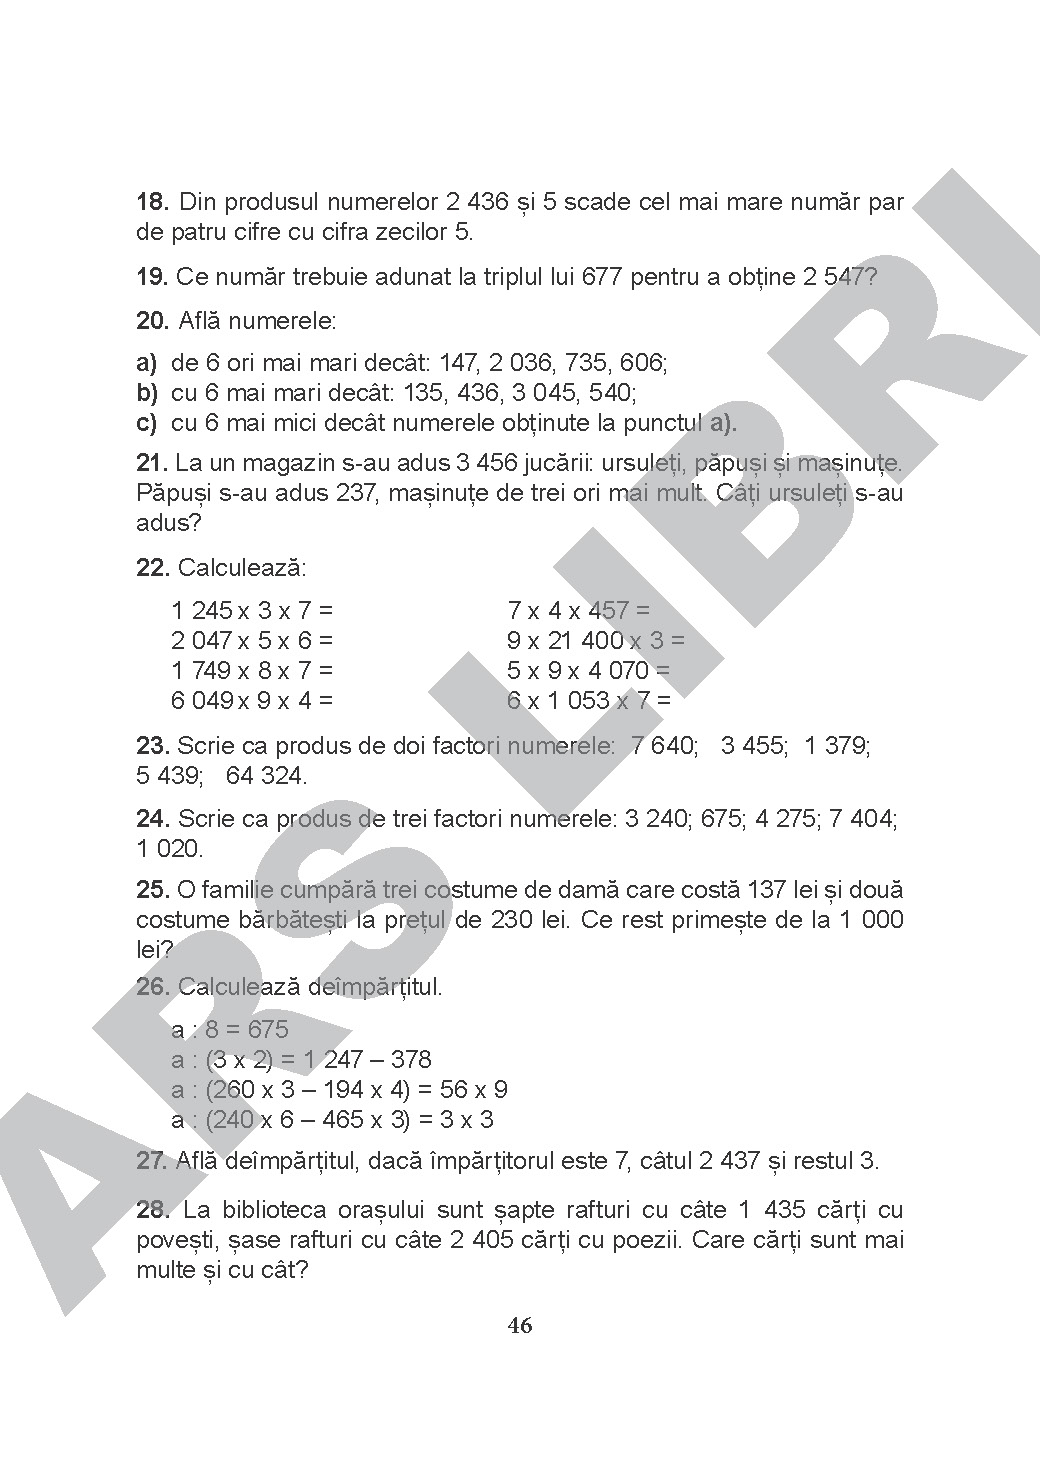 18. Din produsul numerelor 2 436 și 5 scade cel mai mare număr par
de patru cifre cu cifra zecilor 5.
19. Ce număr trebuie adunat la triplul lui 677 pentru a obține 2 547?
20. Află numerele:
a) de 6 ori mai mari decât: 147, 2 036, 735, 606;
b) cu 6 mai mari decât: 135, 436, 3 045, 540;
c) cu 6 mai mici decât numerele obținute la punctul a).
21. La un magazin s-au adus 3 456 jucării: ursuleți, păpuși și mașinuțe.
Păpuși s-au adus 237, mașinuțe de trei ori mai mult. Câți ursuleți s-au
adus?
22. Calculează:
1 245 x 3 x 7 = 7 x 4 x 457 =
2 047 x 5 x 6 = 9 x 21 400 x 3 =
1 749 x 8 x 7 = 5 x 9 x 4 070 =
6 049 x 9 x 4 = 6 x 1 053 x 7 =
23. Scrie ca produs de doi factori numerele: 7 640; 3 455; 1 379;
5 439; 64 324.
24. Scrie ca produs de trei factori numerele: 3 240; 675; 4 275; 7 404;
1 020.
25. O familie cumpără trei costume de damă care costă 137 lei și două
costume bărbătești la prețul de 230 lei. Ce rest primește de la 1 000
lei?
26. Calculează deîmpărțitul.
a : 8 = 675
a : (3 x 2) = 1 247 – 378
a : (260 x 3 – 194 x 4) = 56 x 9
a : (240 x 6 – 465 x 3) = 3 x 3
27. Află deîmpărțitul, dacă împărțitorul este 7, câtul 2 437 și restul 3.
28. La biblioteca orașului sunt șapte rafturi cu câte 1 435 cărți cu
povești, șase rafturi cu câte 2 405 cărți cu poezii. Care cărți sunt mai
multe și cu cât?
46
ARS LIBRI